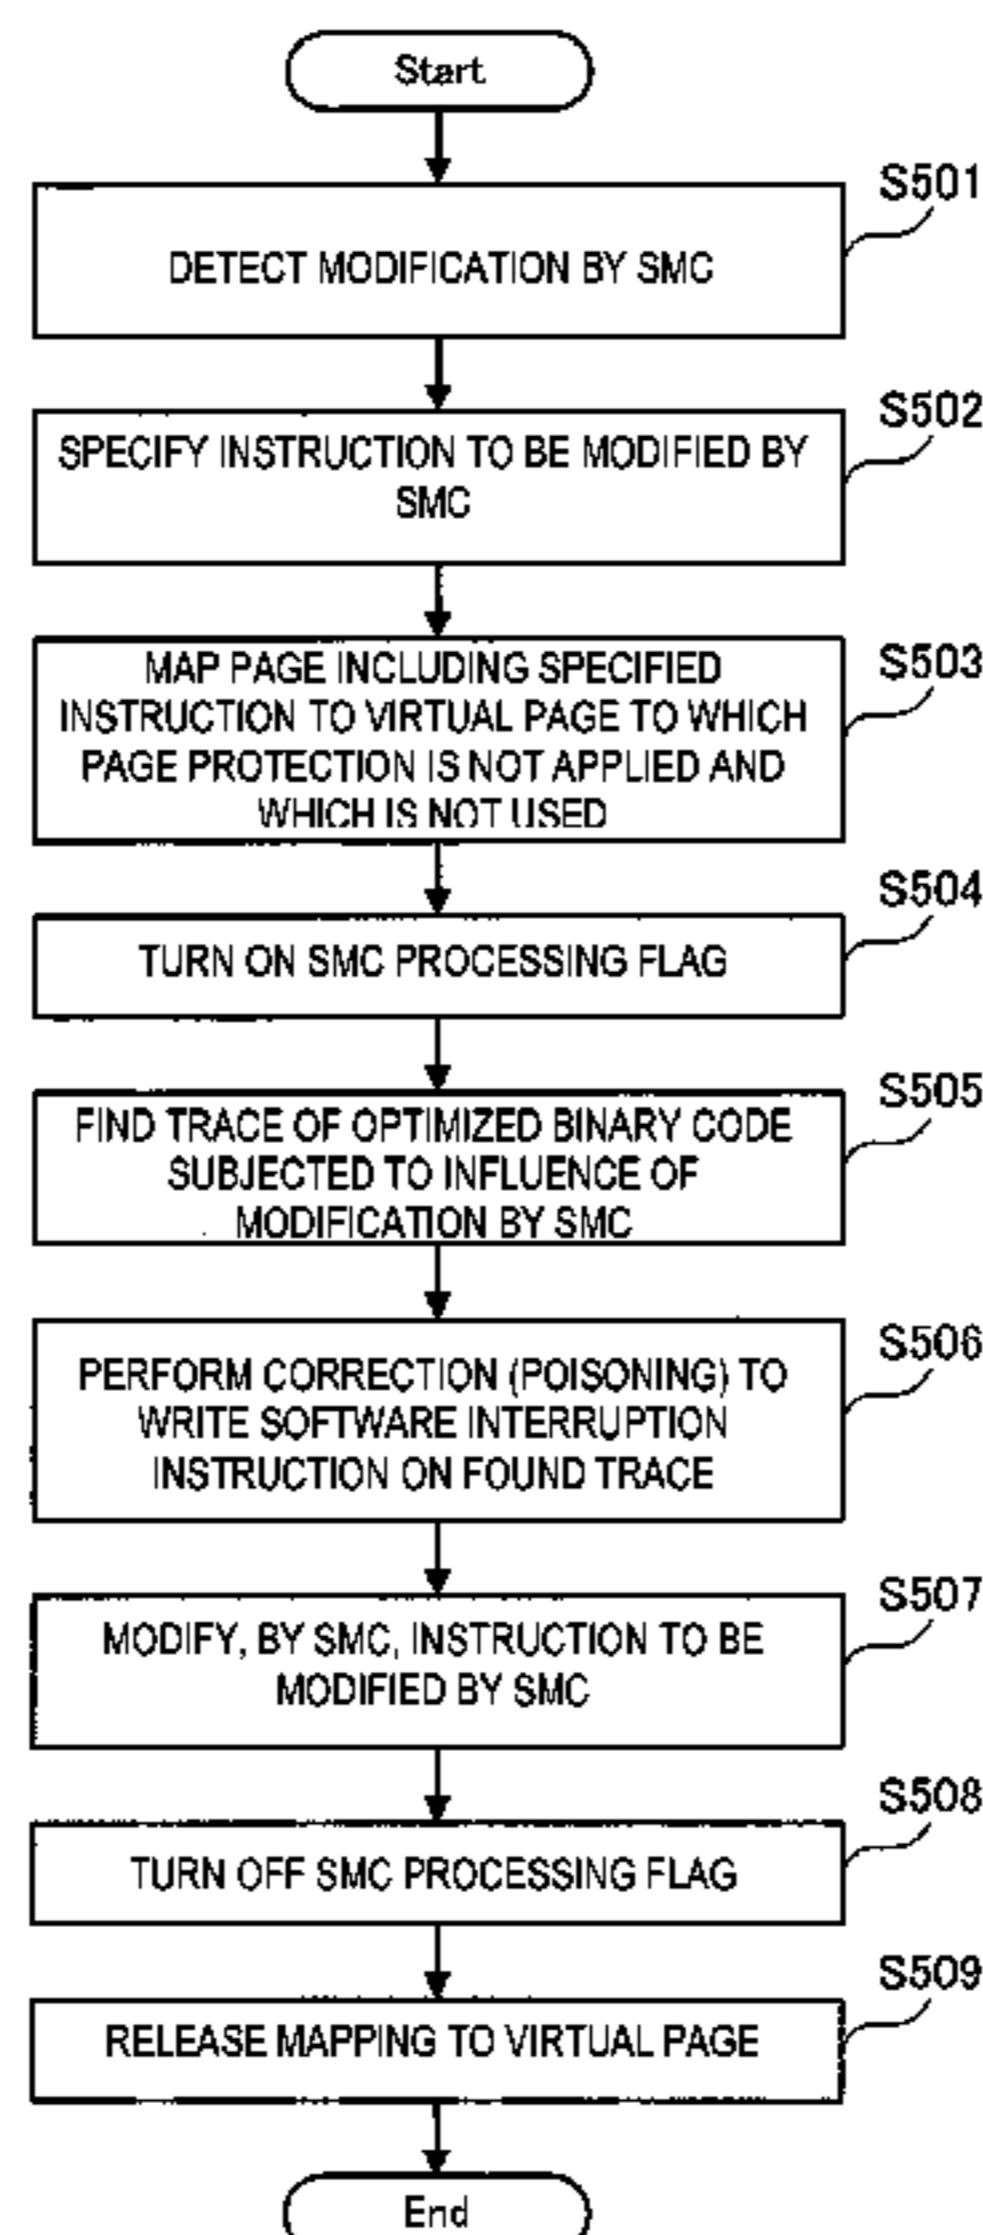 Start
S501
DETECT MODIFICATION BY SMC
S502
SPECIFY INSTRUCTION TO BE MODIFIED BY
SMC
S503
MAP PAGE INCLUDING SPECIFIED
INSTRUCTION TO VIRTUAL PAGE TO WHICH
PAGE PROTECTION IS NOT APPLIED AND
WHICH IS NOT USED
S504
TURN ON SMC PROCESSING FLAG
S505
FIND TRACE OF OPTIMIZED BINARY CODE
SUBJECTED TO INFLUENCE OF
MODIFICATION BY SMC
S506
PERFORM CORRECTION (POISONING) TO
WRITE SOFTWARE INTERRUPTION
INSTRUCTION ON FOUND TRACE
S507
MODIFY, BY SMC, INSTRUCTION TO BE
MODIFIED BY SMC
S508
TURN OFF SMC PROCESSING FLAG
S509
RELEASE MAPPING TO VIRTUAL PAGE
End